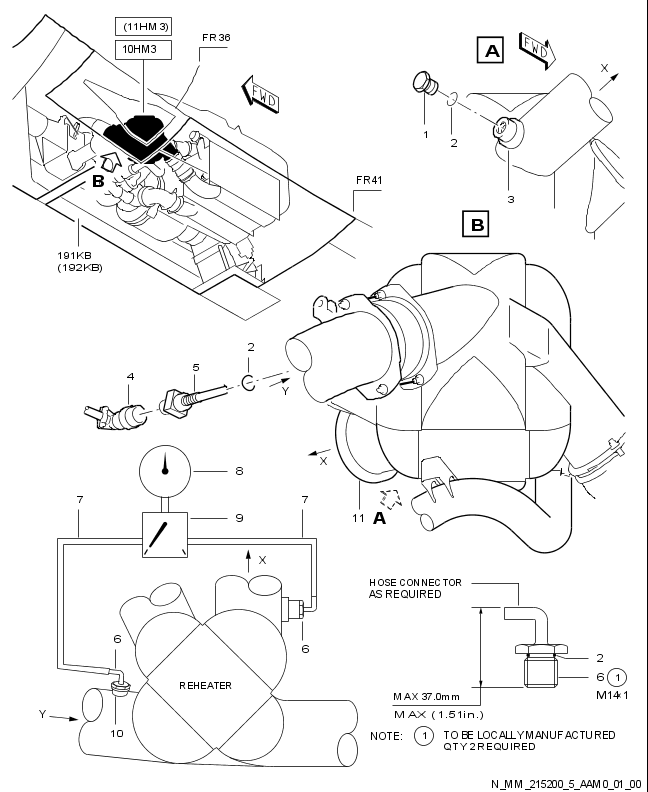 (11HM3)
10HM3
FR36
FWD
B
FR41
191KB
(192KB)
A
FWD
X
1
2
3
B
2
4
5
Y
X
11
A
8
7
9
7
X
6
6
REHEATER
Y
10
HOSE CONNECTOR
AS REQUIRED
2
6 1
M14·1
MAX 37.0mm
MAX (1.51in.)
NOTE: 1 TO BE LOCALLY MANUFACTURED
QTY 2 REQUIRED
N_MM_215200_5_AAM0_01_00